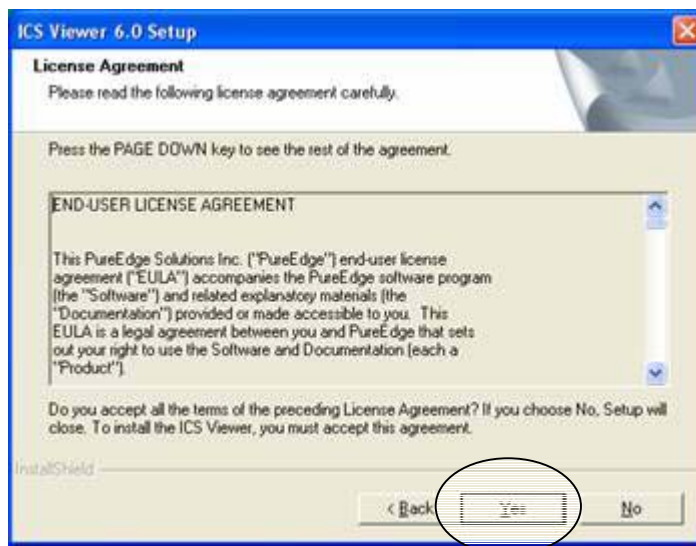 ICS Viewer 6.0 Setup
License Agreement
Please read the following license agreement carefully.
Press the PAGE DOWN key to see the rest of the agreement.
END-USER LICENSE AGREEMENT
This PureEdge Solutions Inc. ("PureEdge") end-user license
agreement ("EULA") accompanies the PureEdge software program
(the "Software") and related explanatory materials (the
"Documentation") provided or made accessible to you. This
EULA is a legal agreement between you and PureEdge that sets
out your right to use the Software and Documentation (each a
"Product").
Do you accept all the terms of the preceding License Agreement? If you choose No, Setup will
close. To install the ICS Viewer, you must accept this agreement.
InstallShield
< Back Yes No